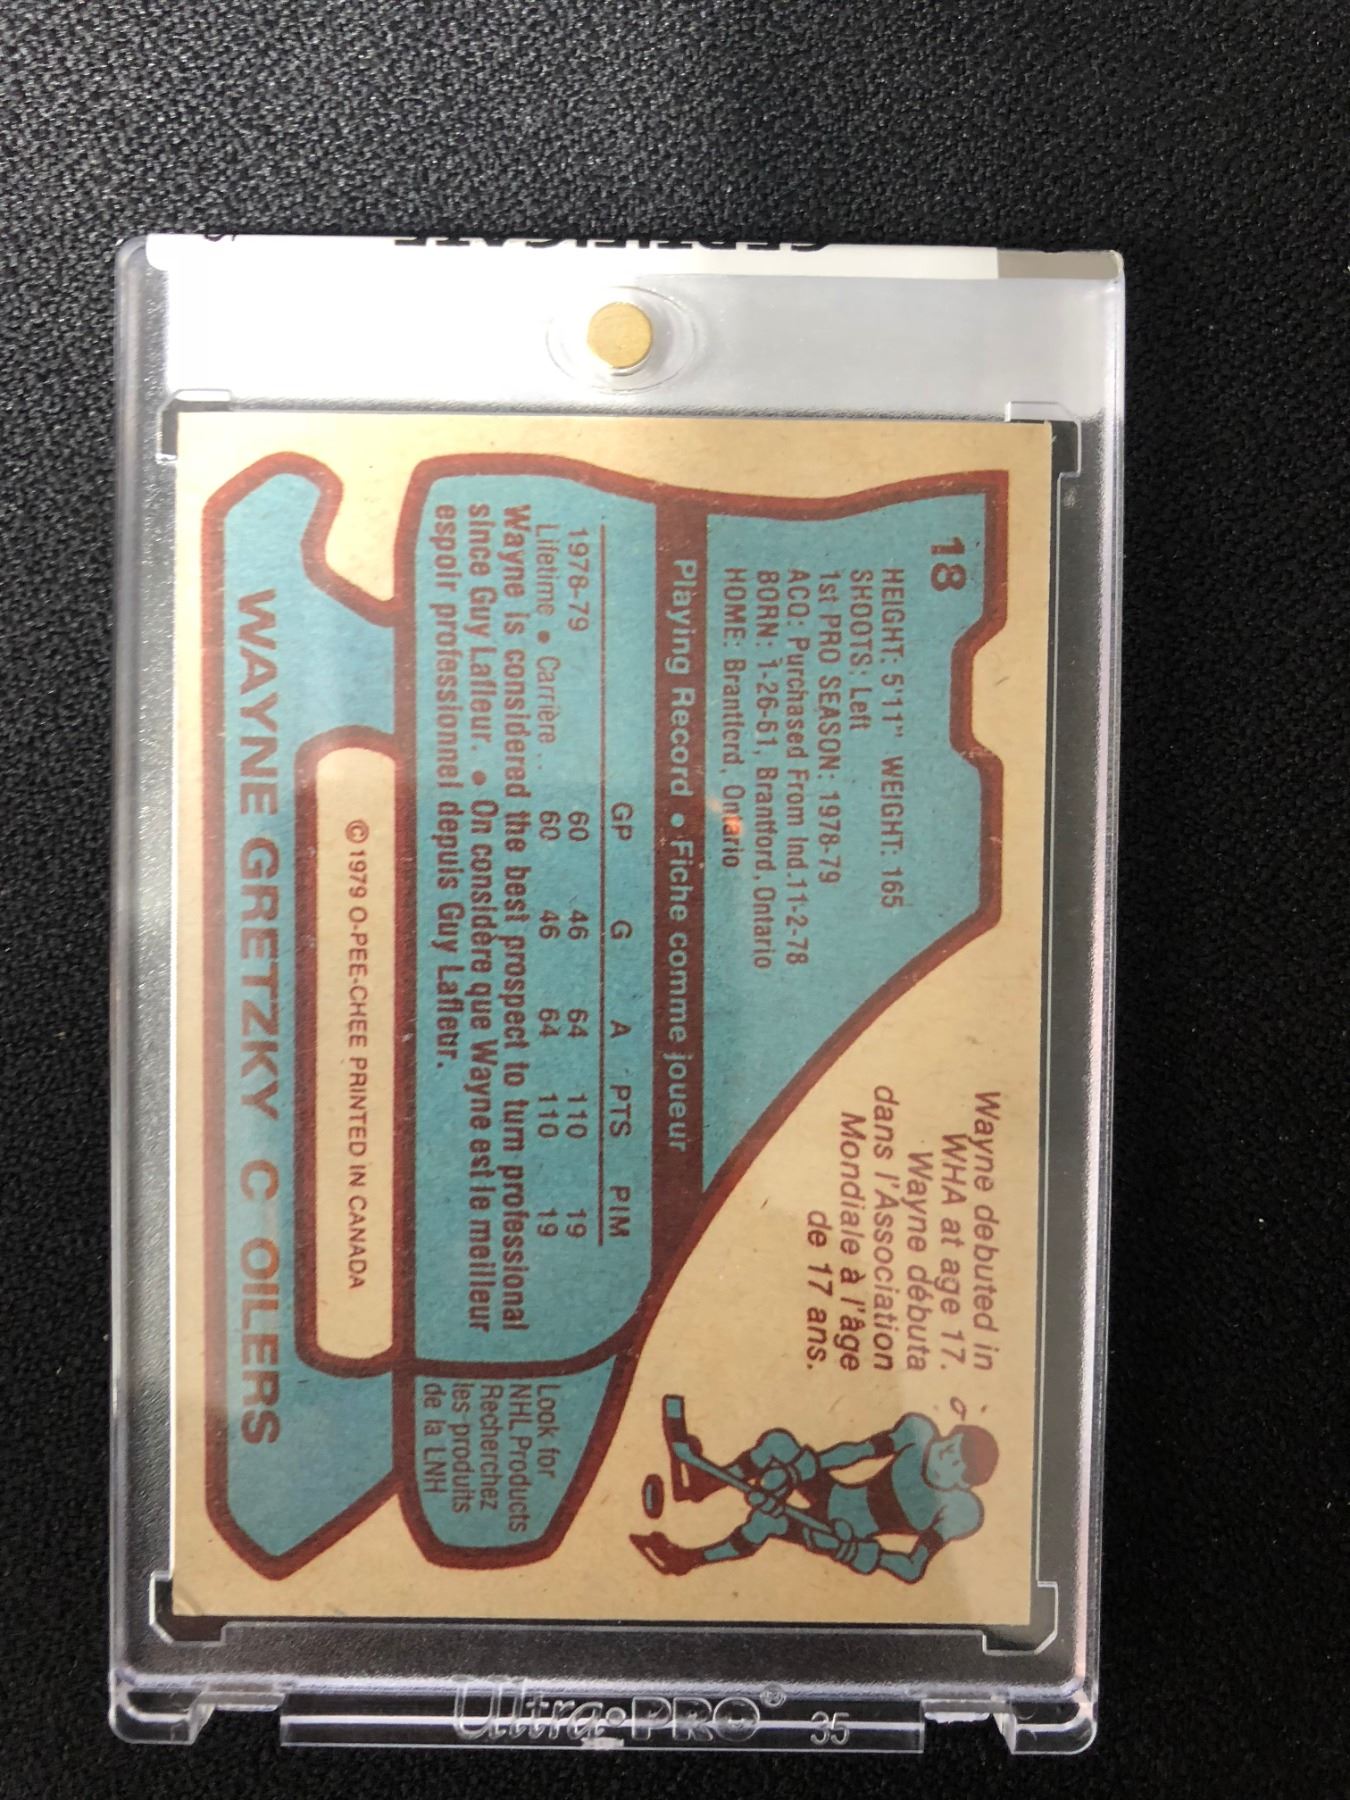 18
HEIGHT: 5'11" WEIGHT: 165
SHOOTS: Left
1st PRO SEASON: 1978-79
ACQ: Purchased From Ind. 11-2-78
BORN: 1-26-61, Brantford, Ontario
HOME: Brantford, Ontario
Wayne debuted in
WHA at age 17.
Wayne débuta
dans l'Association
Mondiale à l'âge
de 17 ans.
Playing Record • Fiche comme joueur
GP G A PTS PIM
1978-79 60 46 64 110 19
Lifetime • Carrière.. 60 46 64 110 19
Wayne is considered the best prospect to turn professional
since Guy Lafleur. • On considère que Wayne est le meilleur
espoir professionnel depuis Guy Lafleur.
Look for
NHL Products
Recherchez
les produits
de la LNH
© 1979 O-PEE-CHEE PRINTED IN CANADA
WAYNE GRETZKY C OILERS
Ultra•PRO® 35